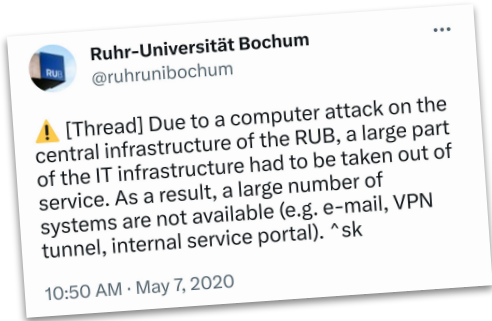 Ruhr-Universität Bochum
@ruhrunibochum
RUB
⚠ [Thread] Due to a computer attack on the
central infrastructure of the RUB, a large part
of the IT infrastructure had to be taken out of
service. As a result, a large number of
systems are not available (e.g. e-mail, VPN
tunnel, internal service portal). ^sk
10:50 AM · May 7, 2020